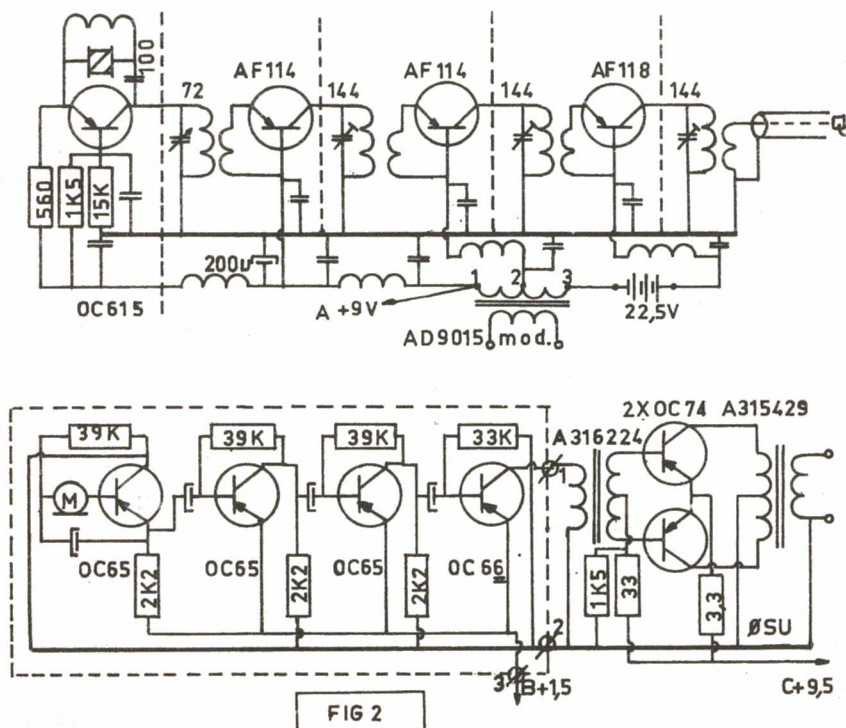 100
72
AF114
144
AF114
144
AF118
144
560
1K5
15K
200u
1
2
3
OC615
A +9V
22,5V
AD9015 mod.
2XOC74 A315429
39K
39K
39K
33K
A316224
1
M
OC65
2K2
OC65
2K2
OC65
2K2
OC66
1K5
33
3,3
2
ØSU
3
B+1,5
C+9,5
FIG 2